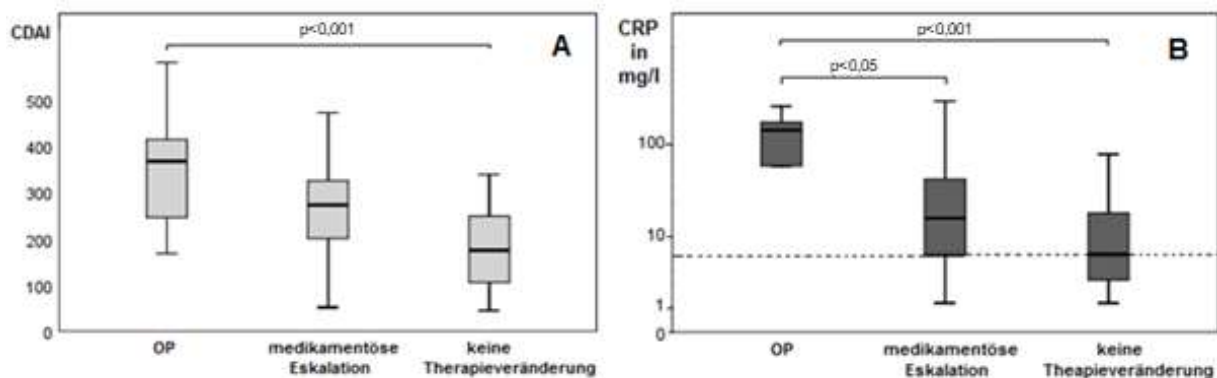 CDAI
p<0,001
A
500
400
300
200
100
0
OP
medikamentöse
Eskalation
keine
Therapieveränderung
CRP
in
mg/l
p<0,001
B
p<0,05
100
10
1
0
OP
medikamentöse
Eskalation
keine
Theapieveränderung